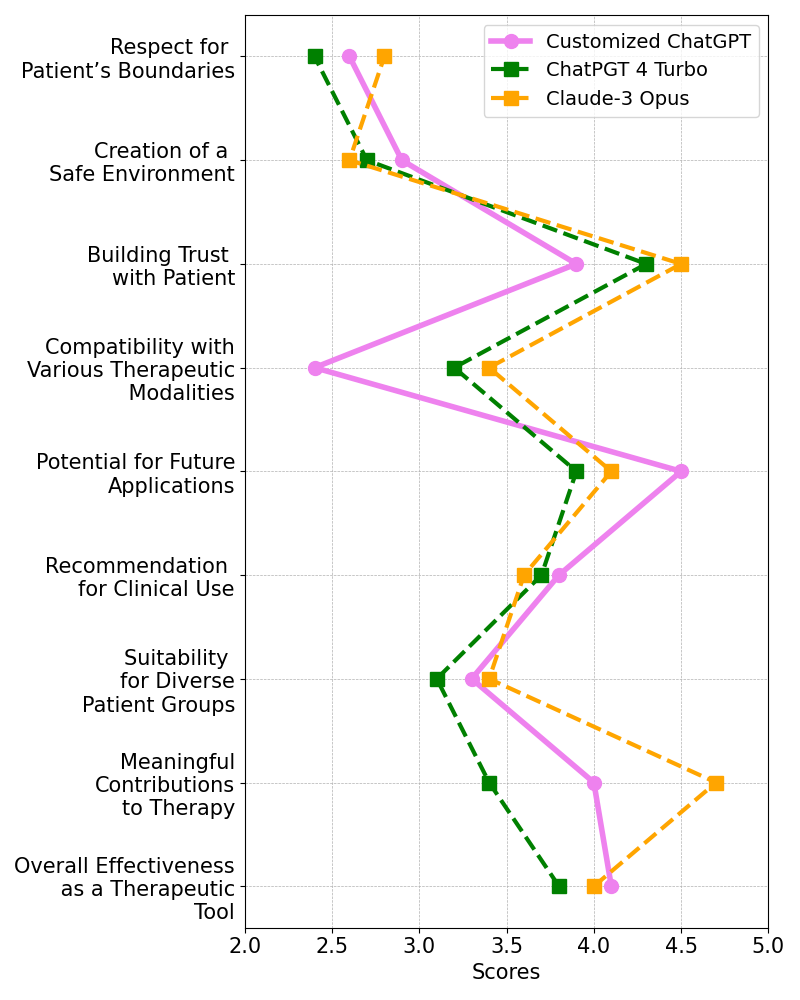 Respect for
Patient’s Boundaries
Creation of a
Safe Environment
Building Trust
with Patient
Compatibility with
Various Therapeutic
Modalities
Potential for Future
Applications
Recommendation
for Clinical Use
Suitability
for Diverse
Patient Groups
Meaningful
Contributions
to Therapy
Overall Effectiveness
as a Therapeutic
Tool
Customized ChatGPT
ChatPGT 4 Turbo
Claude-3 Opus
2.0 2.5 3.0 3.5 4.0 4.5 5.0
Scores